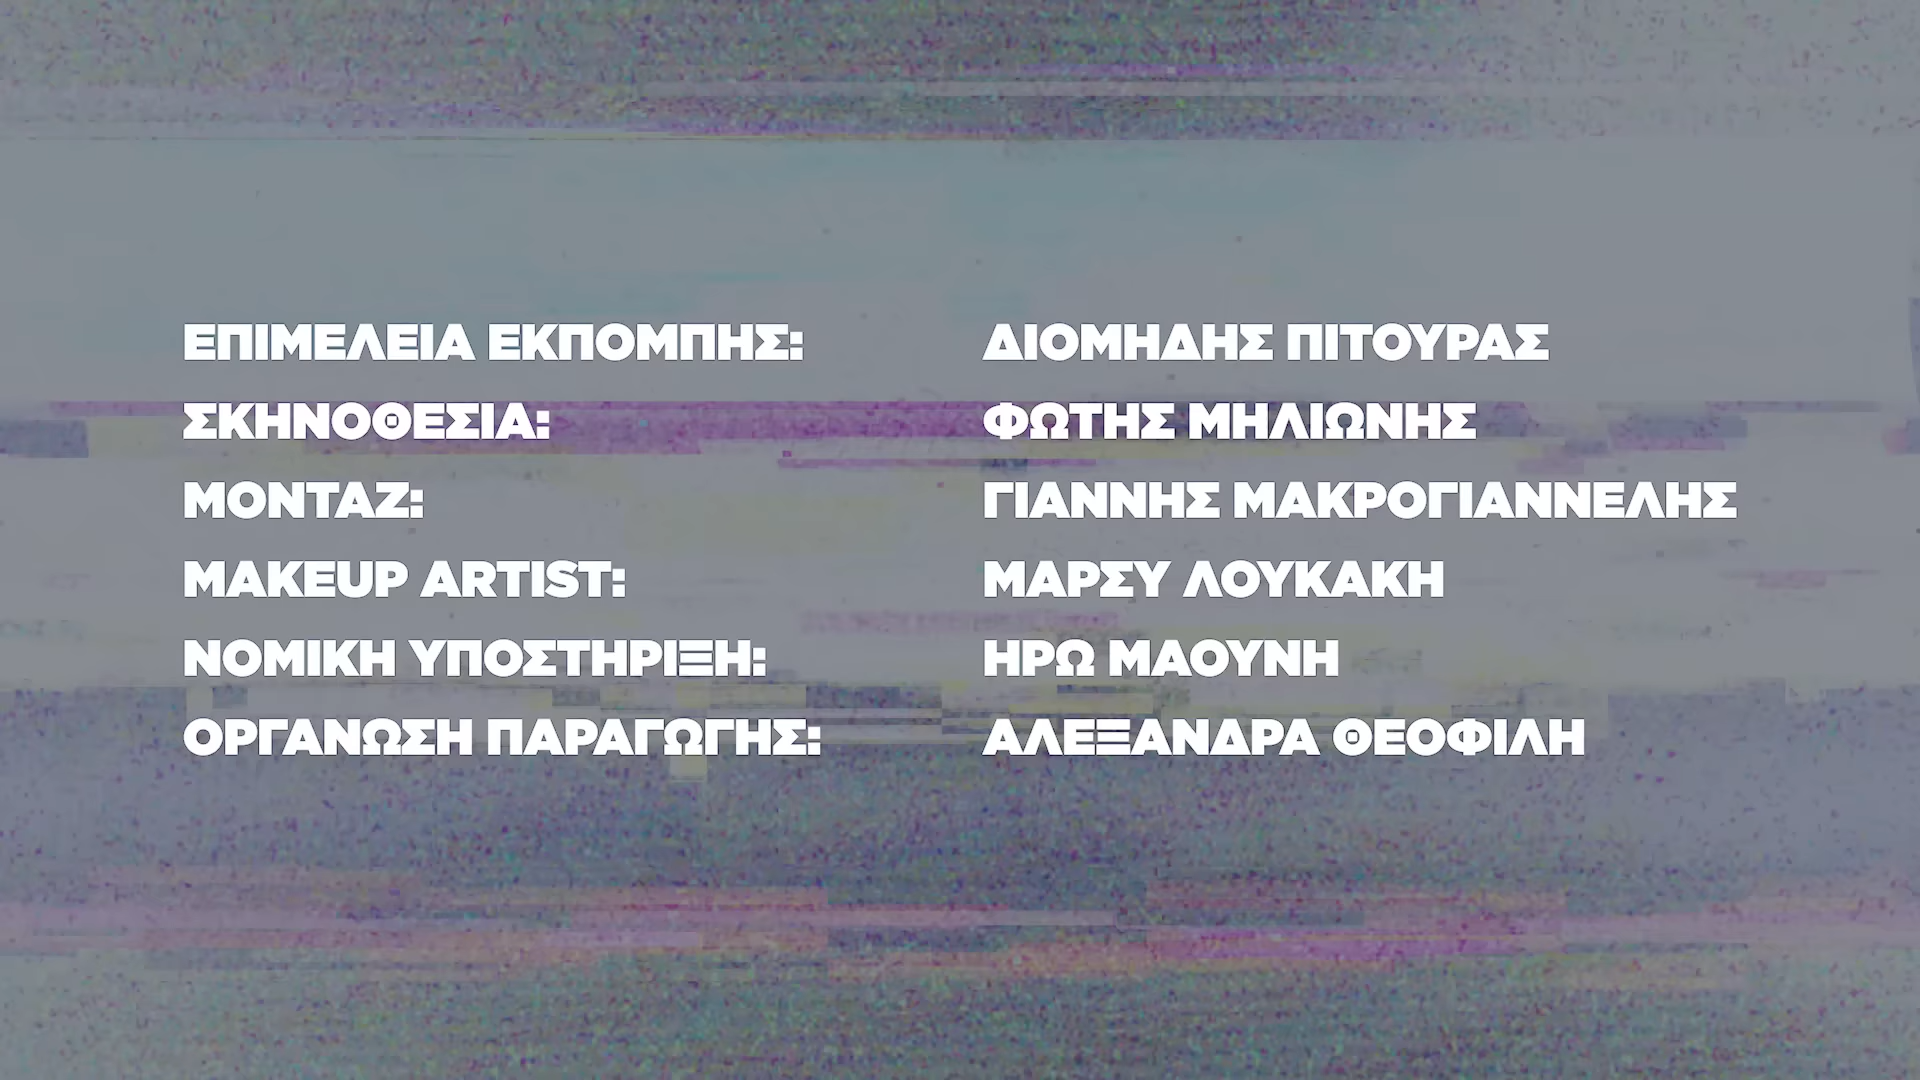 ΕΠΙΜΕΛΕΙΑ ΕΚΠΟΜΠΗΣ: ΔΙΟΜΗΔΗΣ ΠΙΤΟΥΡΑΣ
ΣΚΗΝΟΘΕΣΙΑ: ΦΩΤΗΣ ΜΗΛΙΩΝΗΣ
ΜΟΝΤΑΖ: ΓΙΑΝΝΗΣ ΜΑΚΡΟΓΙΑΝΝΕΛΗΣ
MAKEUP ARTIST: ΜΑΡΣΥ ΛΟΥΚΑΚΗ
ΝΟΜΙΚΗ ΥΠΟΣΤΗΡΙΞΗ: ΗΡΩ ΜΑΟΥΝΗ
ΟΡΓΑΝΩΣΗ ΠΑΡΑΓΩΓΗΣ: ΑΛΕΞΑΝΔΡΑ ΘΕΟΦΙΛΗ